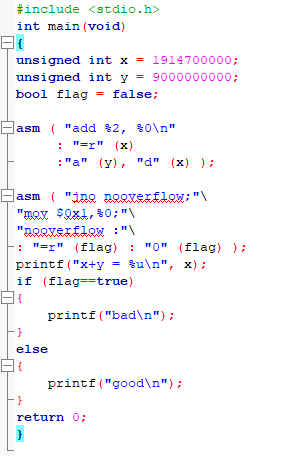 #include <stdio.h>
int main(void)
{
unsigned int x = 1914700000;
unsigned int y = 9000000000;
bool flag = false;
asm ( "add %2, %0\n"
: "=r" (x)
:"a" (y), "d" (x) );
asm ( "jno nooverflow;"\
"mov $0x1,%0;"\
"nooverflow :"\
: "=r" (flag) : "0" (flag) );
printf("x+y = %u\n", x);
if (flag==true)
{
printf("bad\n");
}
else
{
printf("good\n");
}
return 0;
}